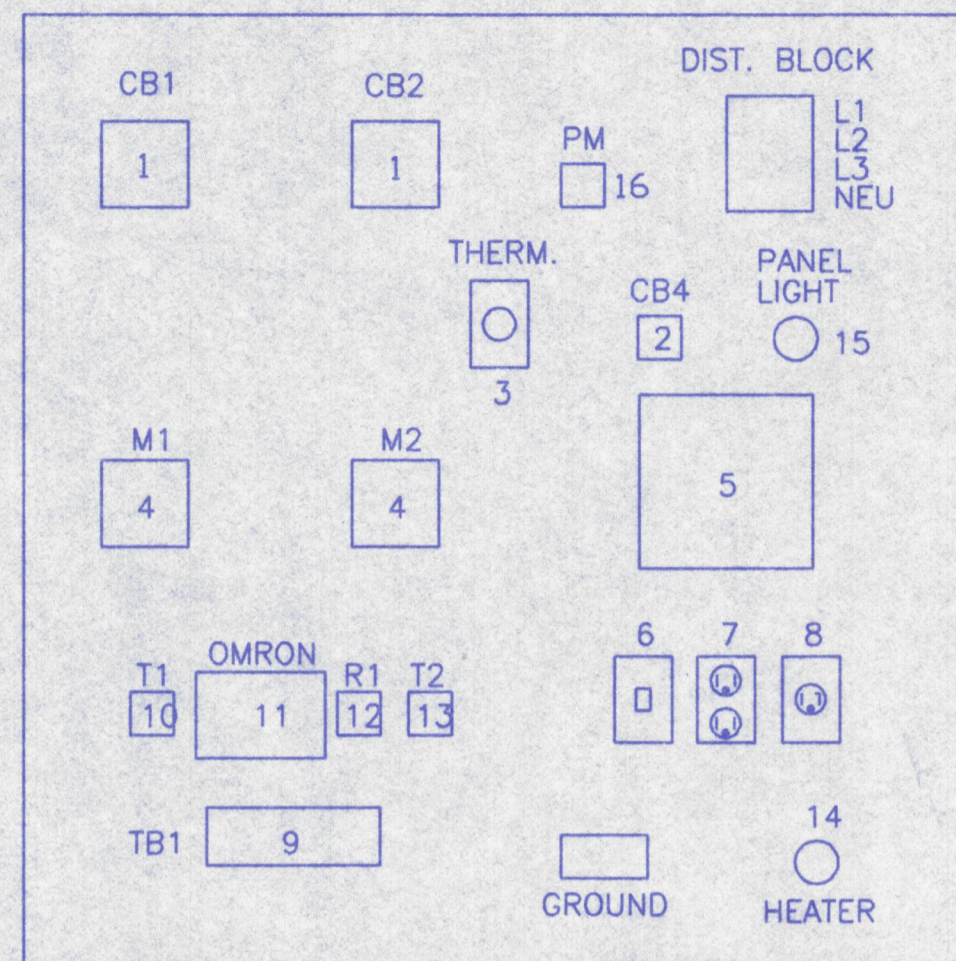 CB1
CB2
DIST. BLOCK
1
1
PM
16
L1
L2
L3
NEU
THERM.
3
CB4
2
PANEL
LIGHT
15
M1
4
M2
4
5
T1
10
OMRON
11
R1
12
T2
13
6
7
8
TB1
9
GROUND
14
HEATER